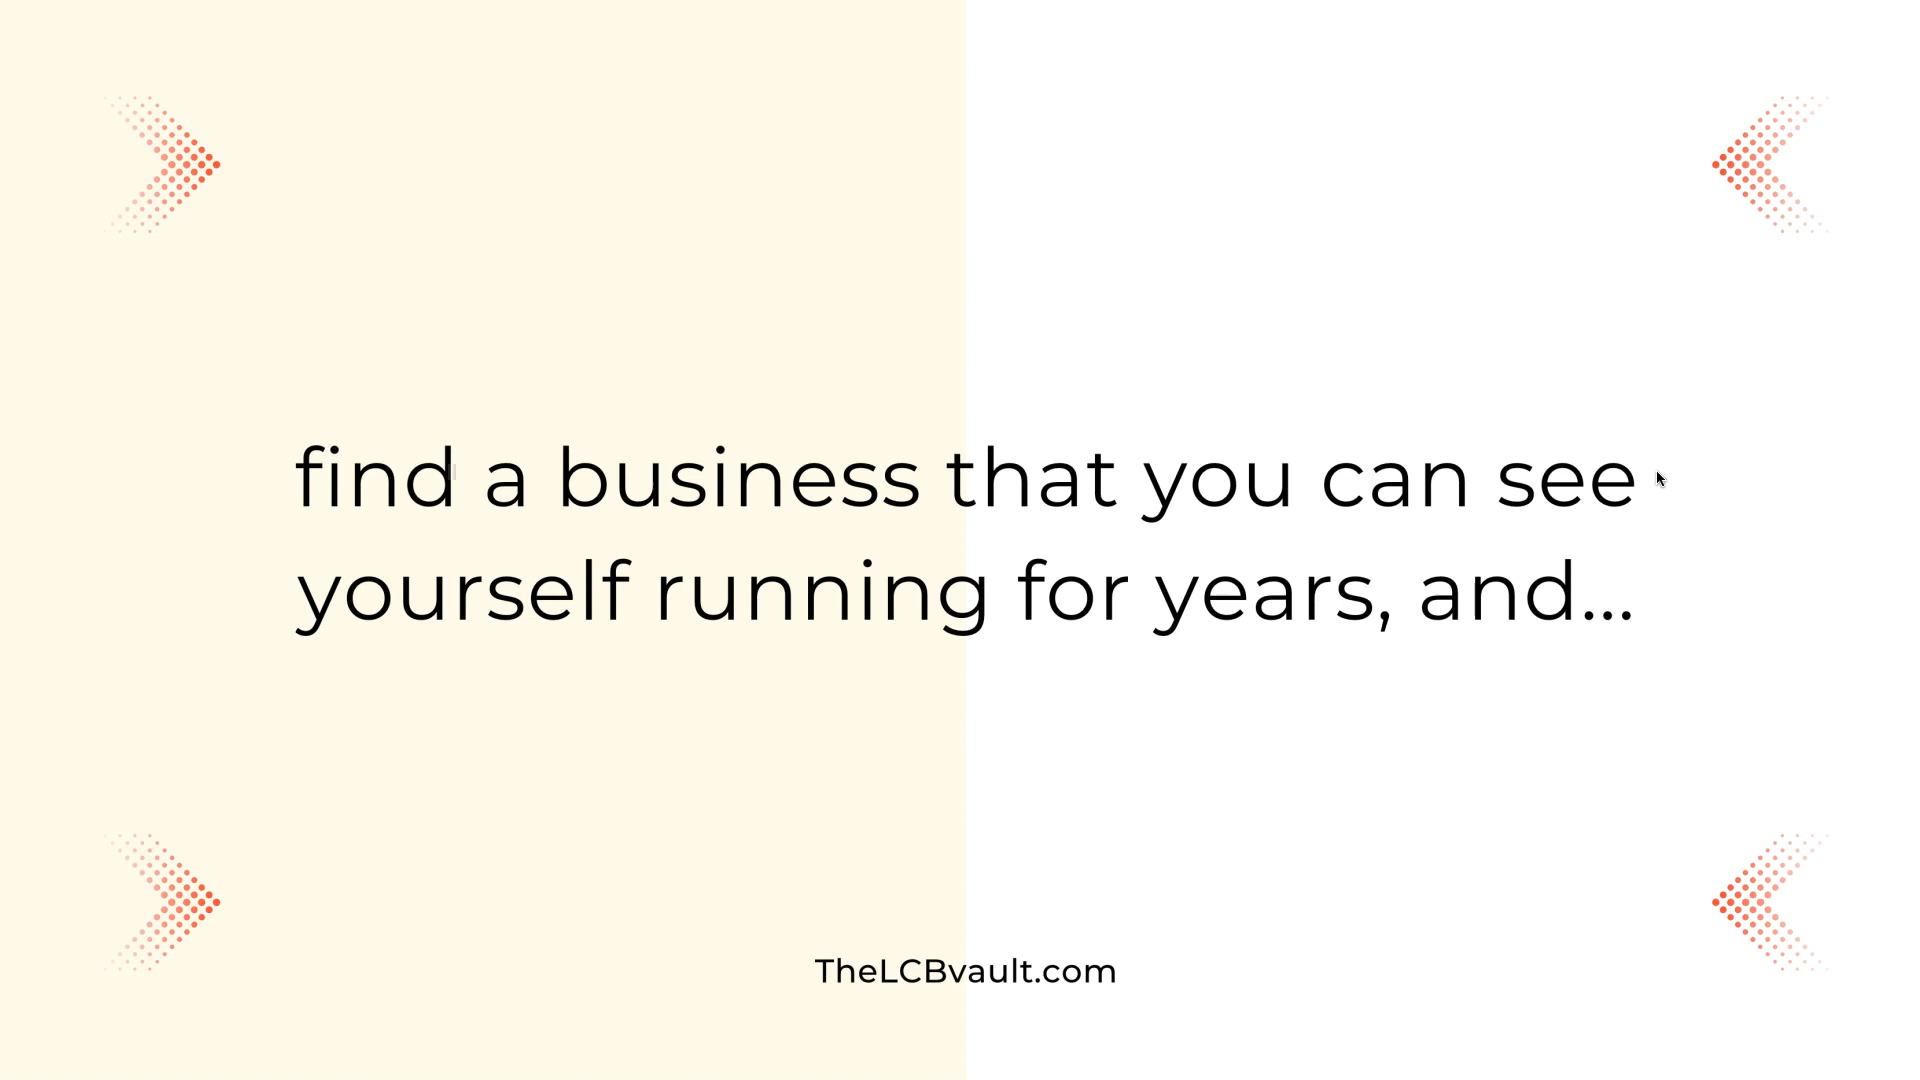 find a business that you can see
yourself running for years, and...
TheLCBvault.com